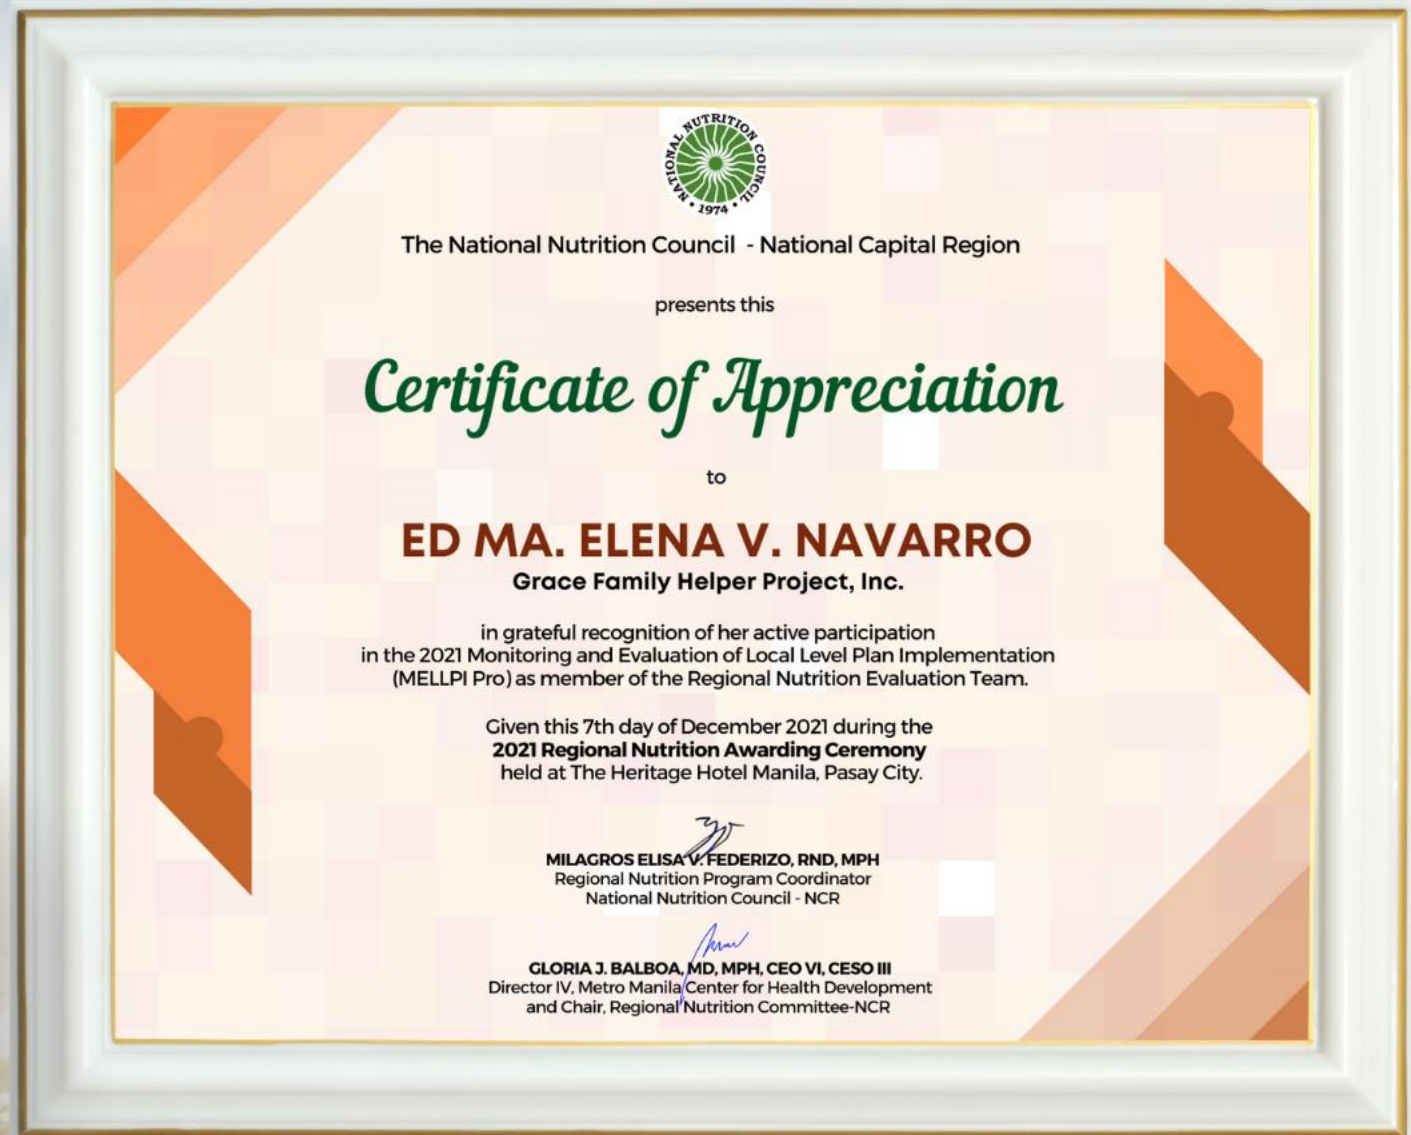 NATIONAL NUTRITION COUNCIL
• 1974 •
The National Nutrition Council - National Capital Region
presents this
Certificate of Appreciation
to
ED MA. ELENA V. NAVARRO
Grace Family Helper Project, Inc.
in grateful recognition of her active participation
in the 2021 Monitoring and Evaluation of Local Level Plan Implementation
(MELLPI Pro) as member of the Regional Nutrition Evaluation Team.
Given this 7th day of December 2021 during the
2021 Regional Nutrition Awarding Ceremony
held at The Heritage Hotel Manila, Pasay City.
MILAGROS ELISA V. FEDERIZO, RND, MPH
Regional Nutrition Program Coordinator
National Nutrition Council - NCR
GLORIA J. BALBOA, MD, MPH, CEO VI, CESO III
Director IV, Metro Manila Center for Health Development
and Chair, Regional Nutrition Committee-NCR